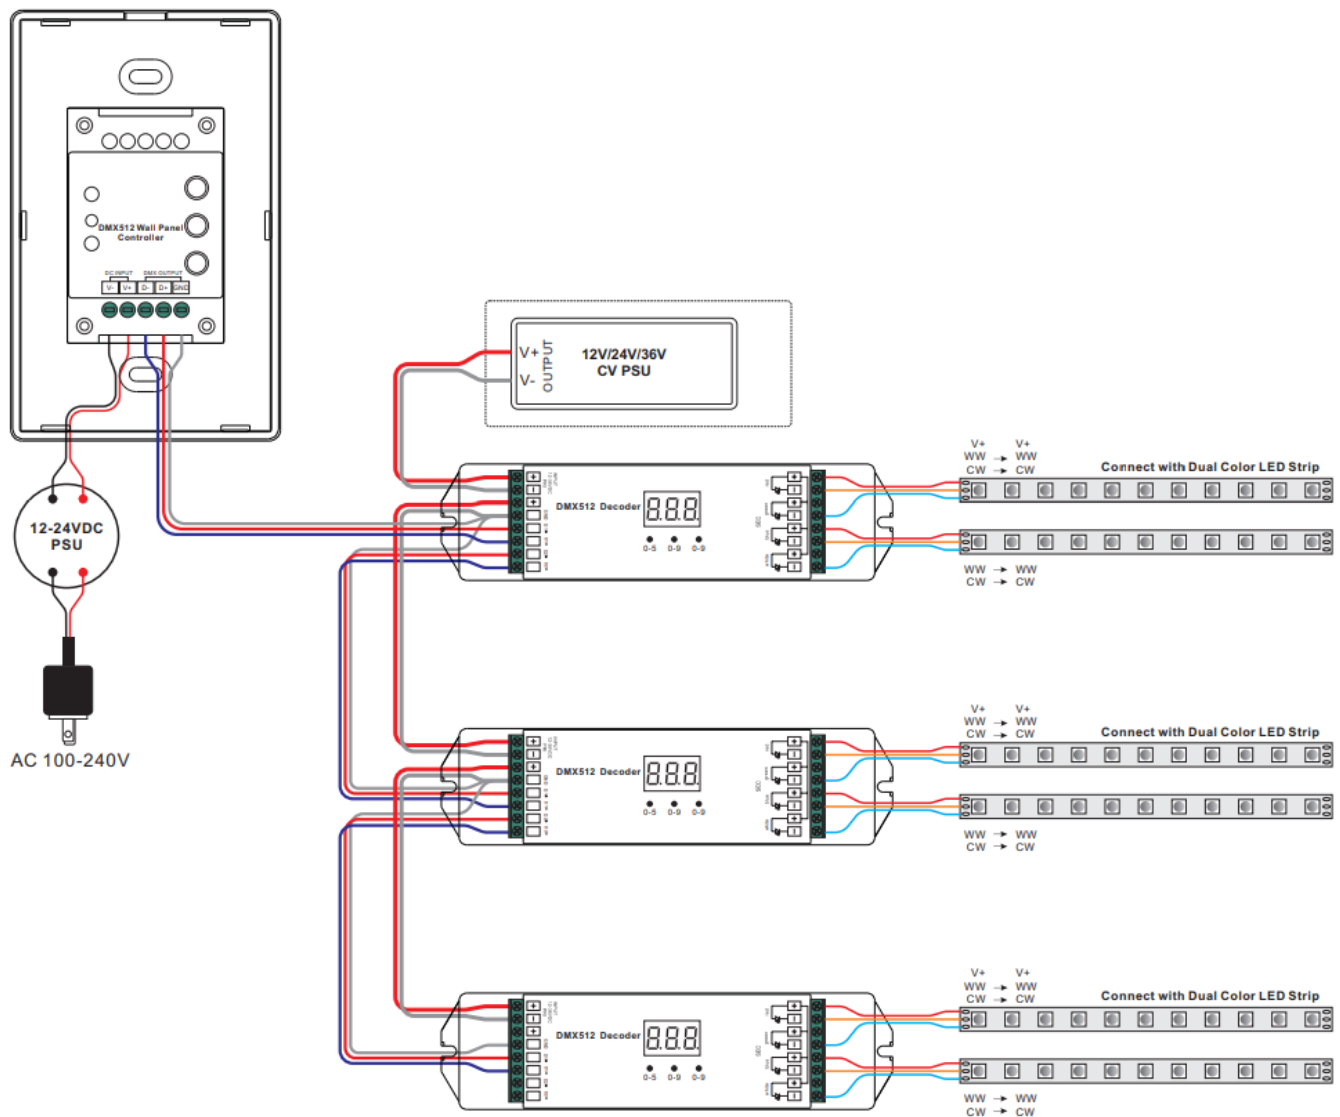 DMX512 Wall Panel
Controller
DC INPUT DMX OUTPUT
V- V+ D- D+ GND
12-24VDC
PSU
AC 100-240V
V+
V-
OUTPUT
12V/24V/36V
CV PSU
DMX512 Decoder
0-5 0-9 0-9
V+ V+
WW → WW
CW → CW
Connect with Dual Color LED Strip
WW → WW
CW → CW
DMX512 Decoder
0-5 0-9 0-9
V+ V+
WW → WW
CW → CW
Connect with Dual Color LED Strip
WW → WW
CW → CW
DMX512 Decoder
0-5 0-9 0-9
V+ V+
WW → WW
CW → CW
Connect with Dual Color LED Strip
WW → WW
CW → CW